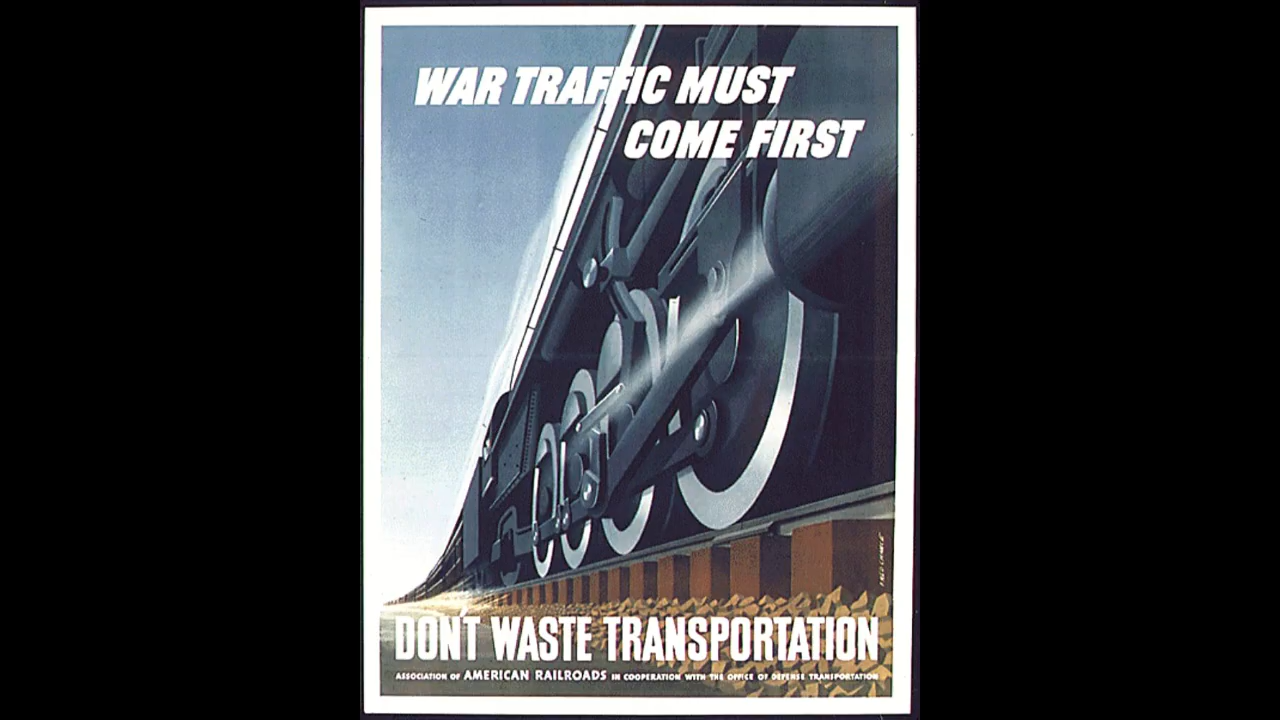 WAR TRAFFIC MUST
COME FIRST
DON'T WASTE TRANSPORTATION
ASSOCIATION OF AMERICAN RAILROADS IN COOPERATION WITH THE OFFICE OF DEFENSE TRANSPORTATION